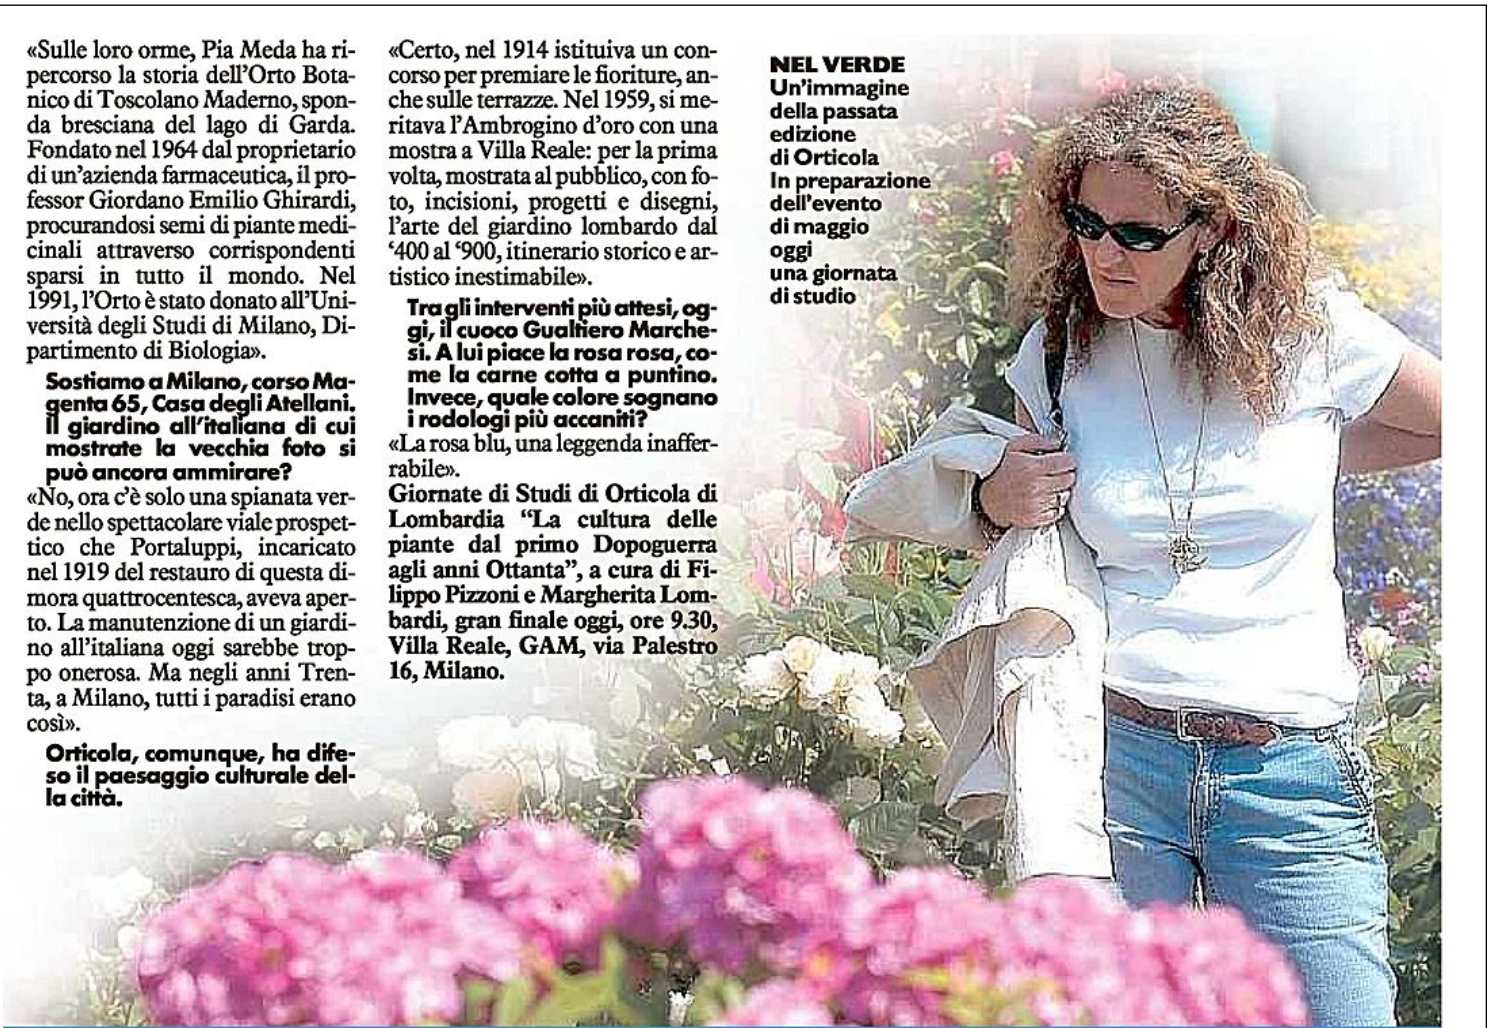 «Sulle loro orme, Pia Meda ha ri-
percorso la storia dell'Orto Bota-
nico di Toscolano Maderno, spon-
da bresciana del lago di Garda.
Fondato nel 1964 dal proprietario
di un'azienda farmaceutica, il pro-
fessor Giordano Emilio Ghirardi,
procurandosi semi di piante medi-
cinali attraverso corrispondenti
sparsi in tutto il mondo. Nel
1991, l'Orto è stato donato all'Uni-
versità degli Studi di Milano, Di-
partimento di Biologia».
Sostiamo a Milano, corso Ma-
genta 65, Casa degli Atellani.
Il giardino all'italiana di cui
mostrate la vecchia foto si
può ancora ammirare?
«No, ora c'è solo una spianata ver-
de nello spettacolare viale prospet-
tico che Portaluppi, incaricato
nel 1919 del restauro di questa di-
mora quattrocentesca, aveva aper-
to. La manutenzione di un giardi-
no all'italiana oggi sarebbe trop-
po onerosa. Ma negli anni Tren-
ta, a Milano, tutti i paradisi erano
così».
Orticola, comunque, ha dife-
so il paesaggio culturale del-
la città.
«Certo, nel 1914 istituiva un con-
corso per premiare le fioriture, an-
che sulle terrazze. Nel 1959, si me-
ritava l'Ambrogino d'oro con una
mostra a Villa Reale: per la prima
volta, mostrata al pubblico, con fo-
to, incisioni, progetti e disegni,
l'arte del giardino lombardo dal
‘400 al ‘900, itinerario storico e ar-
tistico inestimabile».
Tra gli interventi più attesi, og-
gi, il cuoco Gualtiero Marche-
si. A lui piace la rosa rosa, co-
me la carne cotta a puntino.
Invece, quale colore sognano
i rodologi più accaniti?
«La rosa blu, una leggenda inaffer-
rabile».
Giornate di Studi di Orticola di
Lombardia “La cultura delle
piante dal primo Dopoguerra
agli anni Ottanta”, a cura di Fi-
lippo Pizzoni e Margherita Lom-
bardi, gran finale oggi, ore 9.30,
Villa Reale, GAM, via Palestro
16, Milano.
NEL VERDE
Un'immagine
della passata
edizione
di Orticola
In preparazione
dell'evento
di maggio
oggi
una giornata
di studio